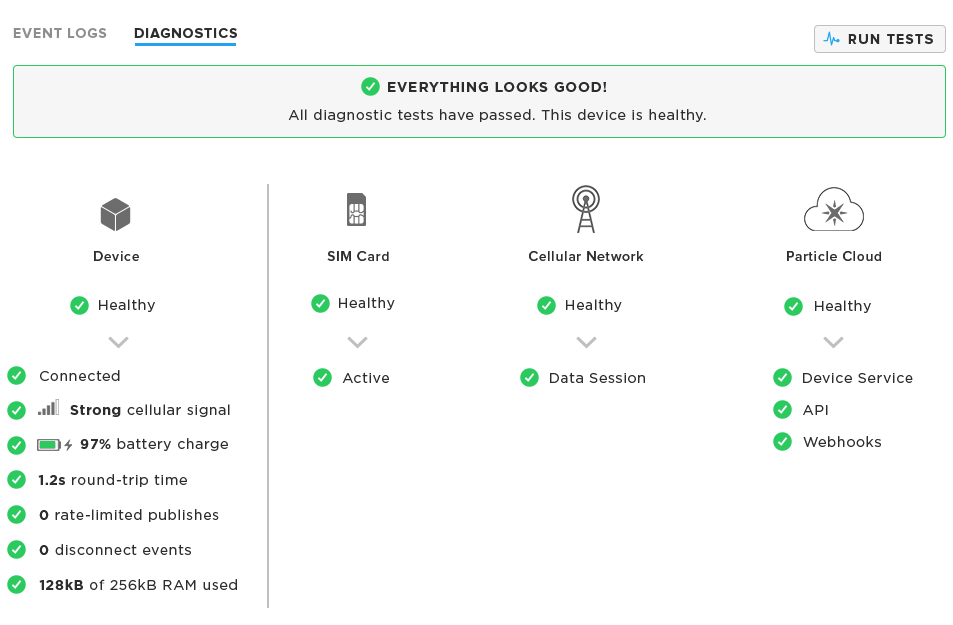 EVENT LOGS DIAGNOSTICS
RUN TESTS
EVERYTHING LOOKS GOOD!
All diagnostic tests have passed. This device is healthy.
Device
Healthy
Connected
Strong cellular signal
97% battery charge
1.2s round-trip time
0 rate-limited publishes
0 disconnect events
128kB of 256kB RAM used
SIM Card
Healthy
Active
Cellular Network
Healthy
Data Session
Particle Cloud
Healthy
Device Service
API
Webhooks